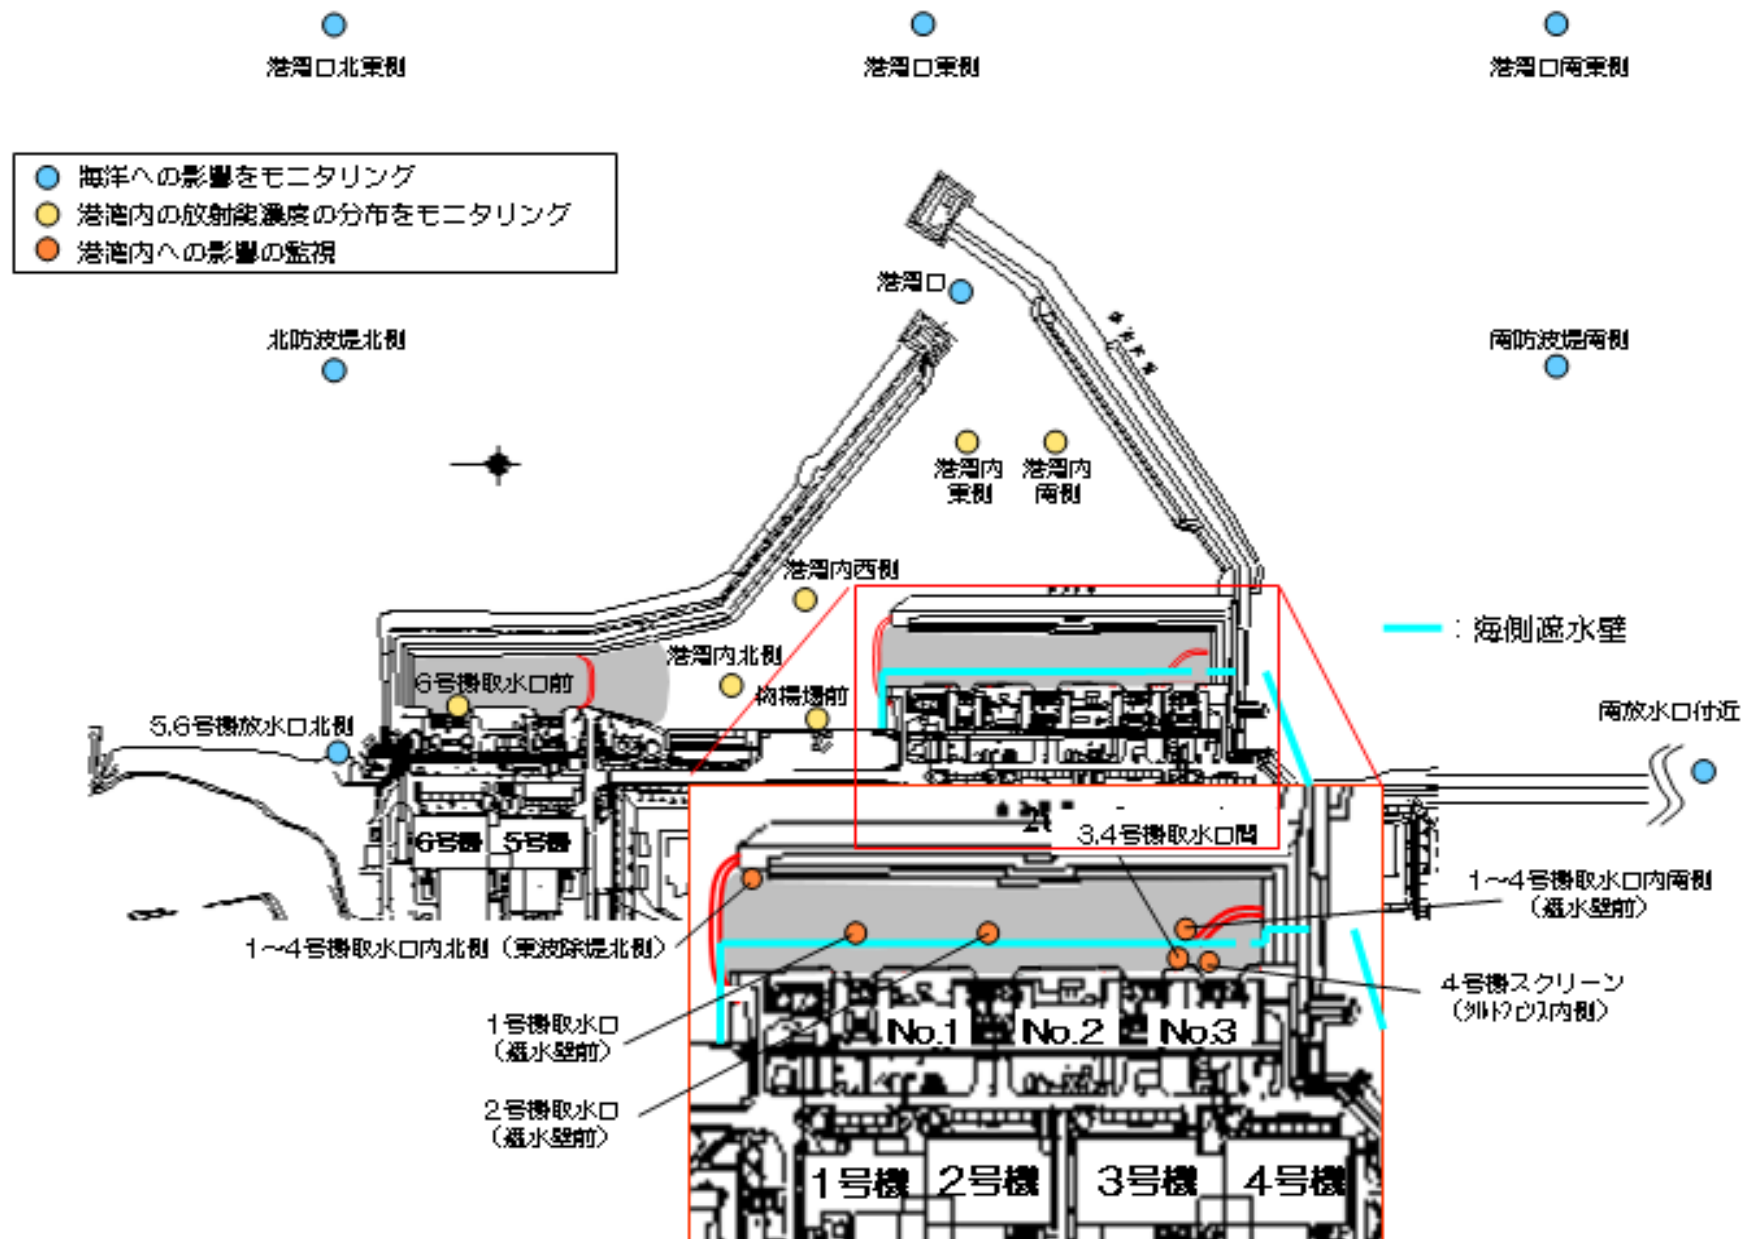 港湾口北東側
港湾口東側
港湾口南東側
海洋への影響をモニタリング
港湾内の放射能濃度の分布をモニタリング
港湾内への影響の監視
港湾口
北防波堤北側
南防波堤南側
港湾内
東側
港湾内
南側
港湾内西側
：海側遮水壁
港湾内北側
6号機取水口前
物揚場前
5,6号機放水口北側
南放水口付近
6号機
5号機
3,4号機取水口間
1～4号機取水口内南側
（遮水壁前）
1～4号機取水口内北側（東波除堤北側）
4号機スクリーン
（シルトフェンス内側）
1号機取水口
（遮水壁前）
No.1
No.2
No.3
2号機取水口
（遮水壁前）
1号機
2号機
3号機
4号機